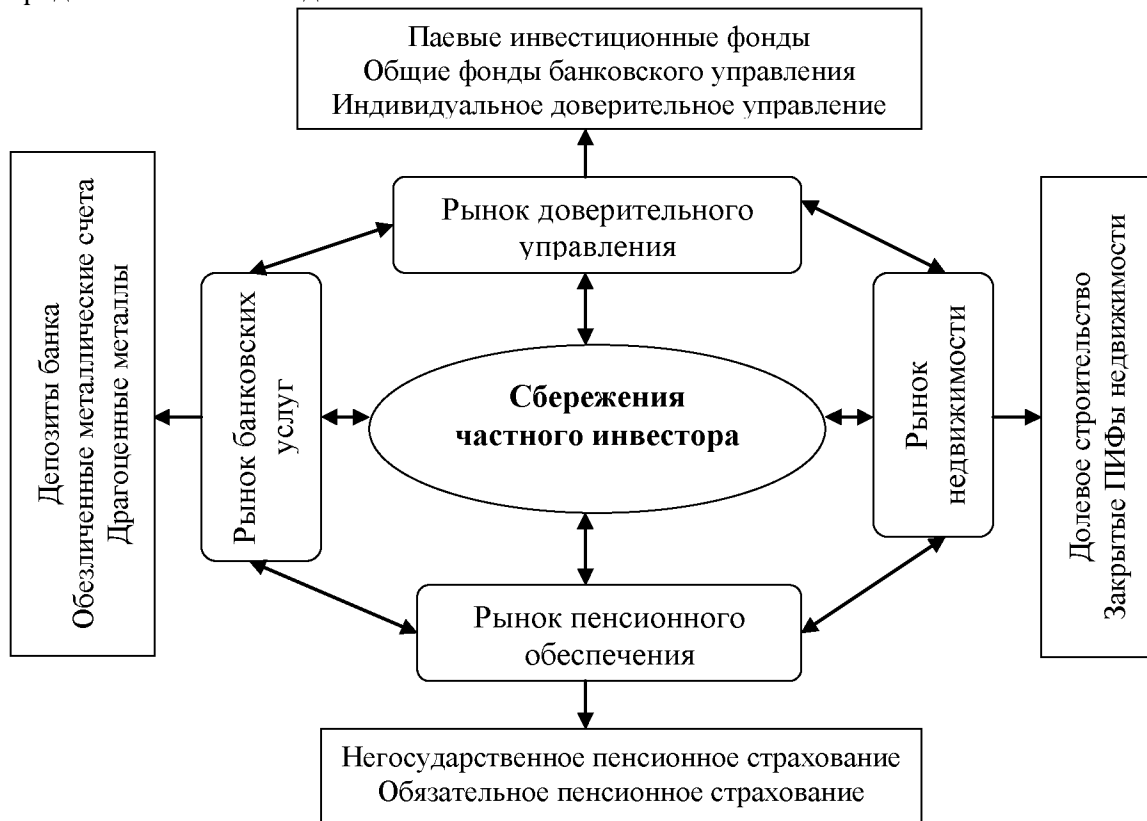 Паевые инвестиционные фонды
Общие фонды банковского управления
Индивидуальное доверительное управление
Рынок доверительного
управления
Депозиты банка
Обезличенные металлические счета
Драгоценные металлы
Рынок банковских
услуг
Сбережения
частного инвестора
Рынок
недвижимости
Долевое строительство
Закрытые ПИФы недвижимости
Рынок пенсионного
обеспечения
Негосударственное пенсионное страхование
Обязательное пенсионное страхование